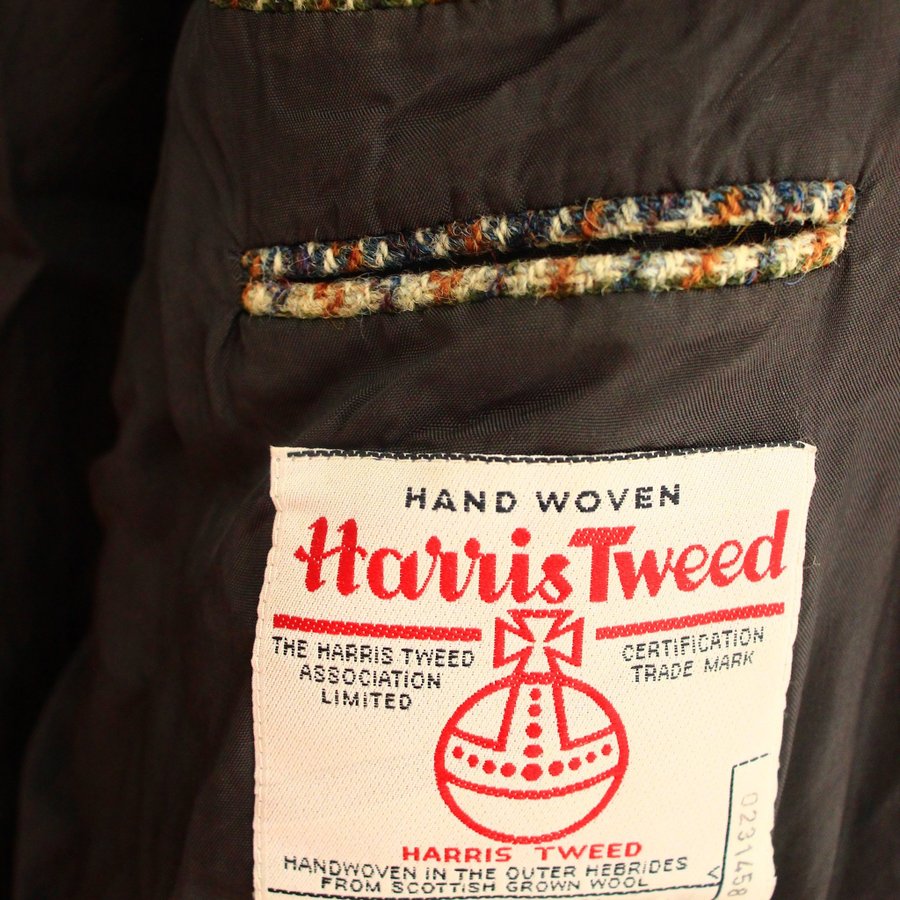 HAND WOVEN
Harris Tweed
THE HARRIS TWEED
ASSOCIATION
LIMITED
CERTIFICATION
TRADE MARK
HARRIS TWEED
HANDWOVEN IN THE OUTER HEBRIDES
FROM SCOTTISH GROWN WOOL
V
0231458